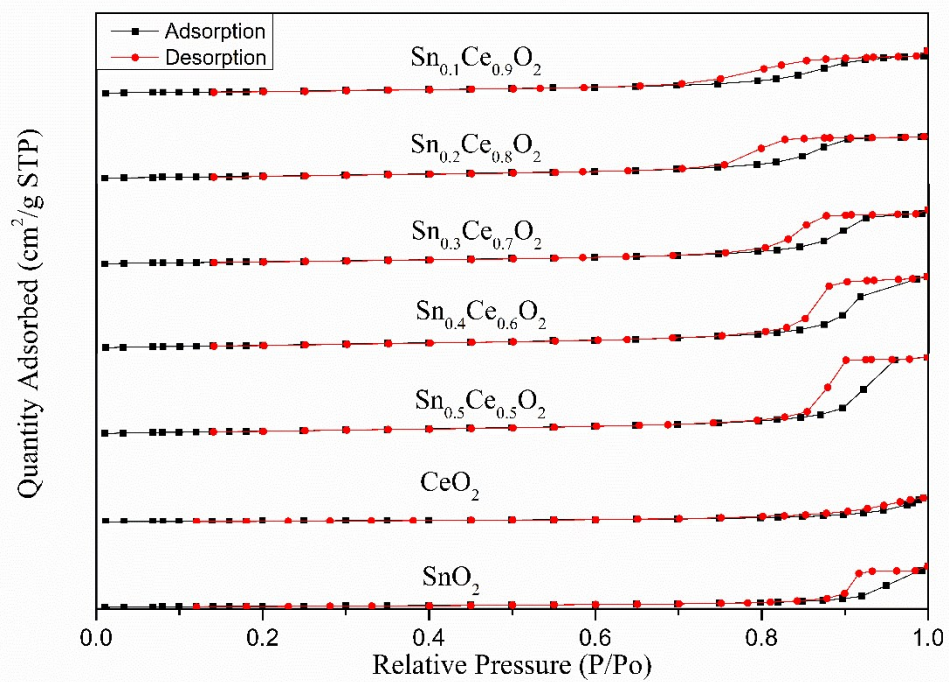 Adsorption
Desorption
Sn0.1Ce0.9O2
Sn0.2Ce0.8O2
Sn0.3Ce0.7O2
Sn0.4Ce0.6O2
Sn0.5Ce0.5O2
CeO2
SnO2
Quantity Adsorbed (cm2/g STP)
0.0 0.2 0.4 0.6 0.8 1.0
Relative Pressure (P/Po)